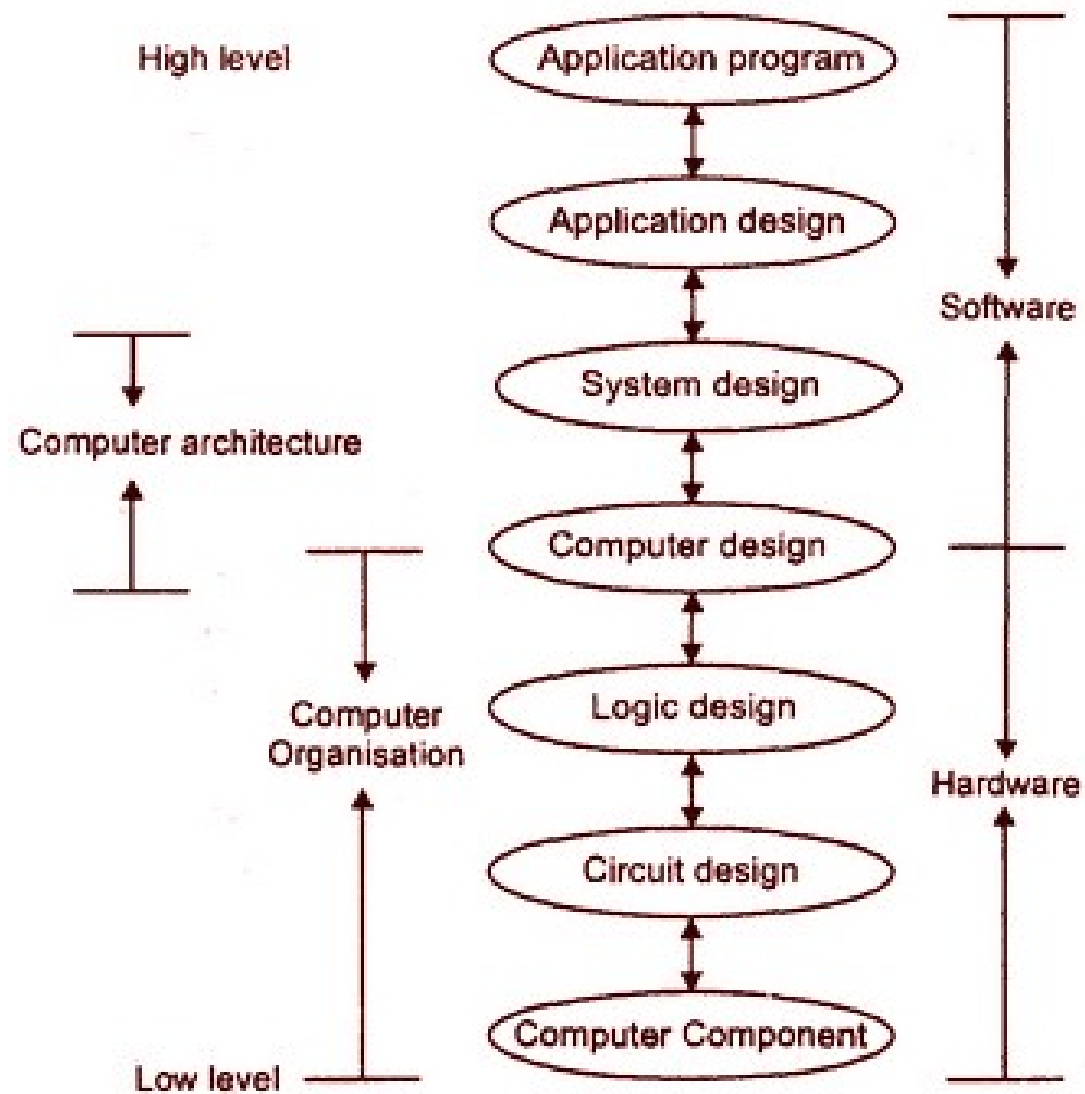 High level
Application program
Application design
Software
System design
Computer architecture
Computer design
Logic design
Computer
Organisation
Hardware
Circuit design
Computer Component
Low level